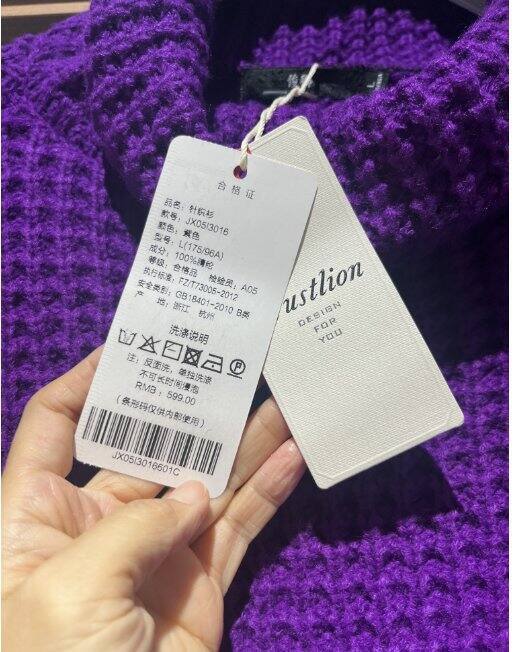 合格证
品名：针织衫
款号：JX05I3016
颜色：紫色
型号：L(175/96A)
成分：100%腈纶
等级：合格品 检验员：A05
执行标准：FZ/T73005-2012
安全类别：GB18401-2010 B类
产 地：浙江 杭州
洗涤说明
注：反面洗，单独洗涤
不可长时间浸泡
RMB：599.00
（条形码仅供内部使用）
JX05I3016601C
ustlion
DESIGN
FOR
YOU